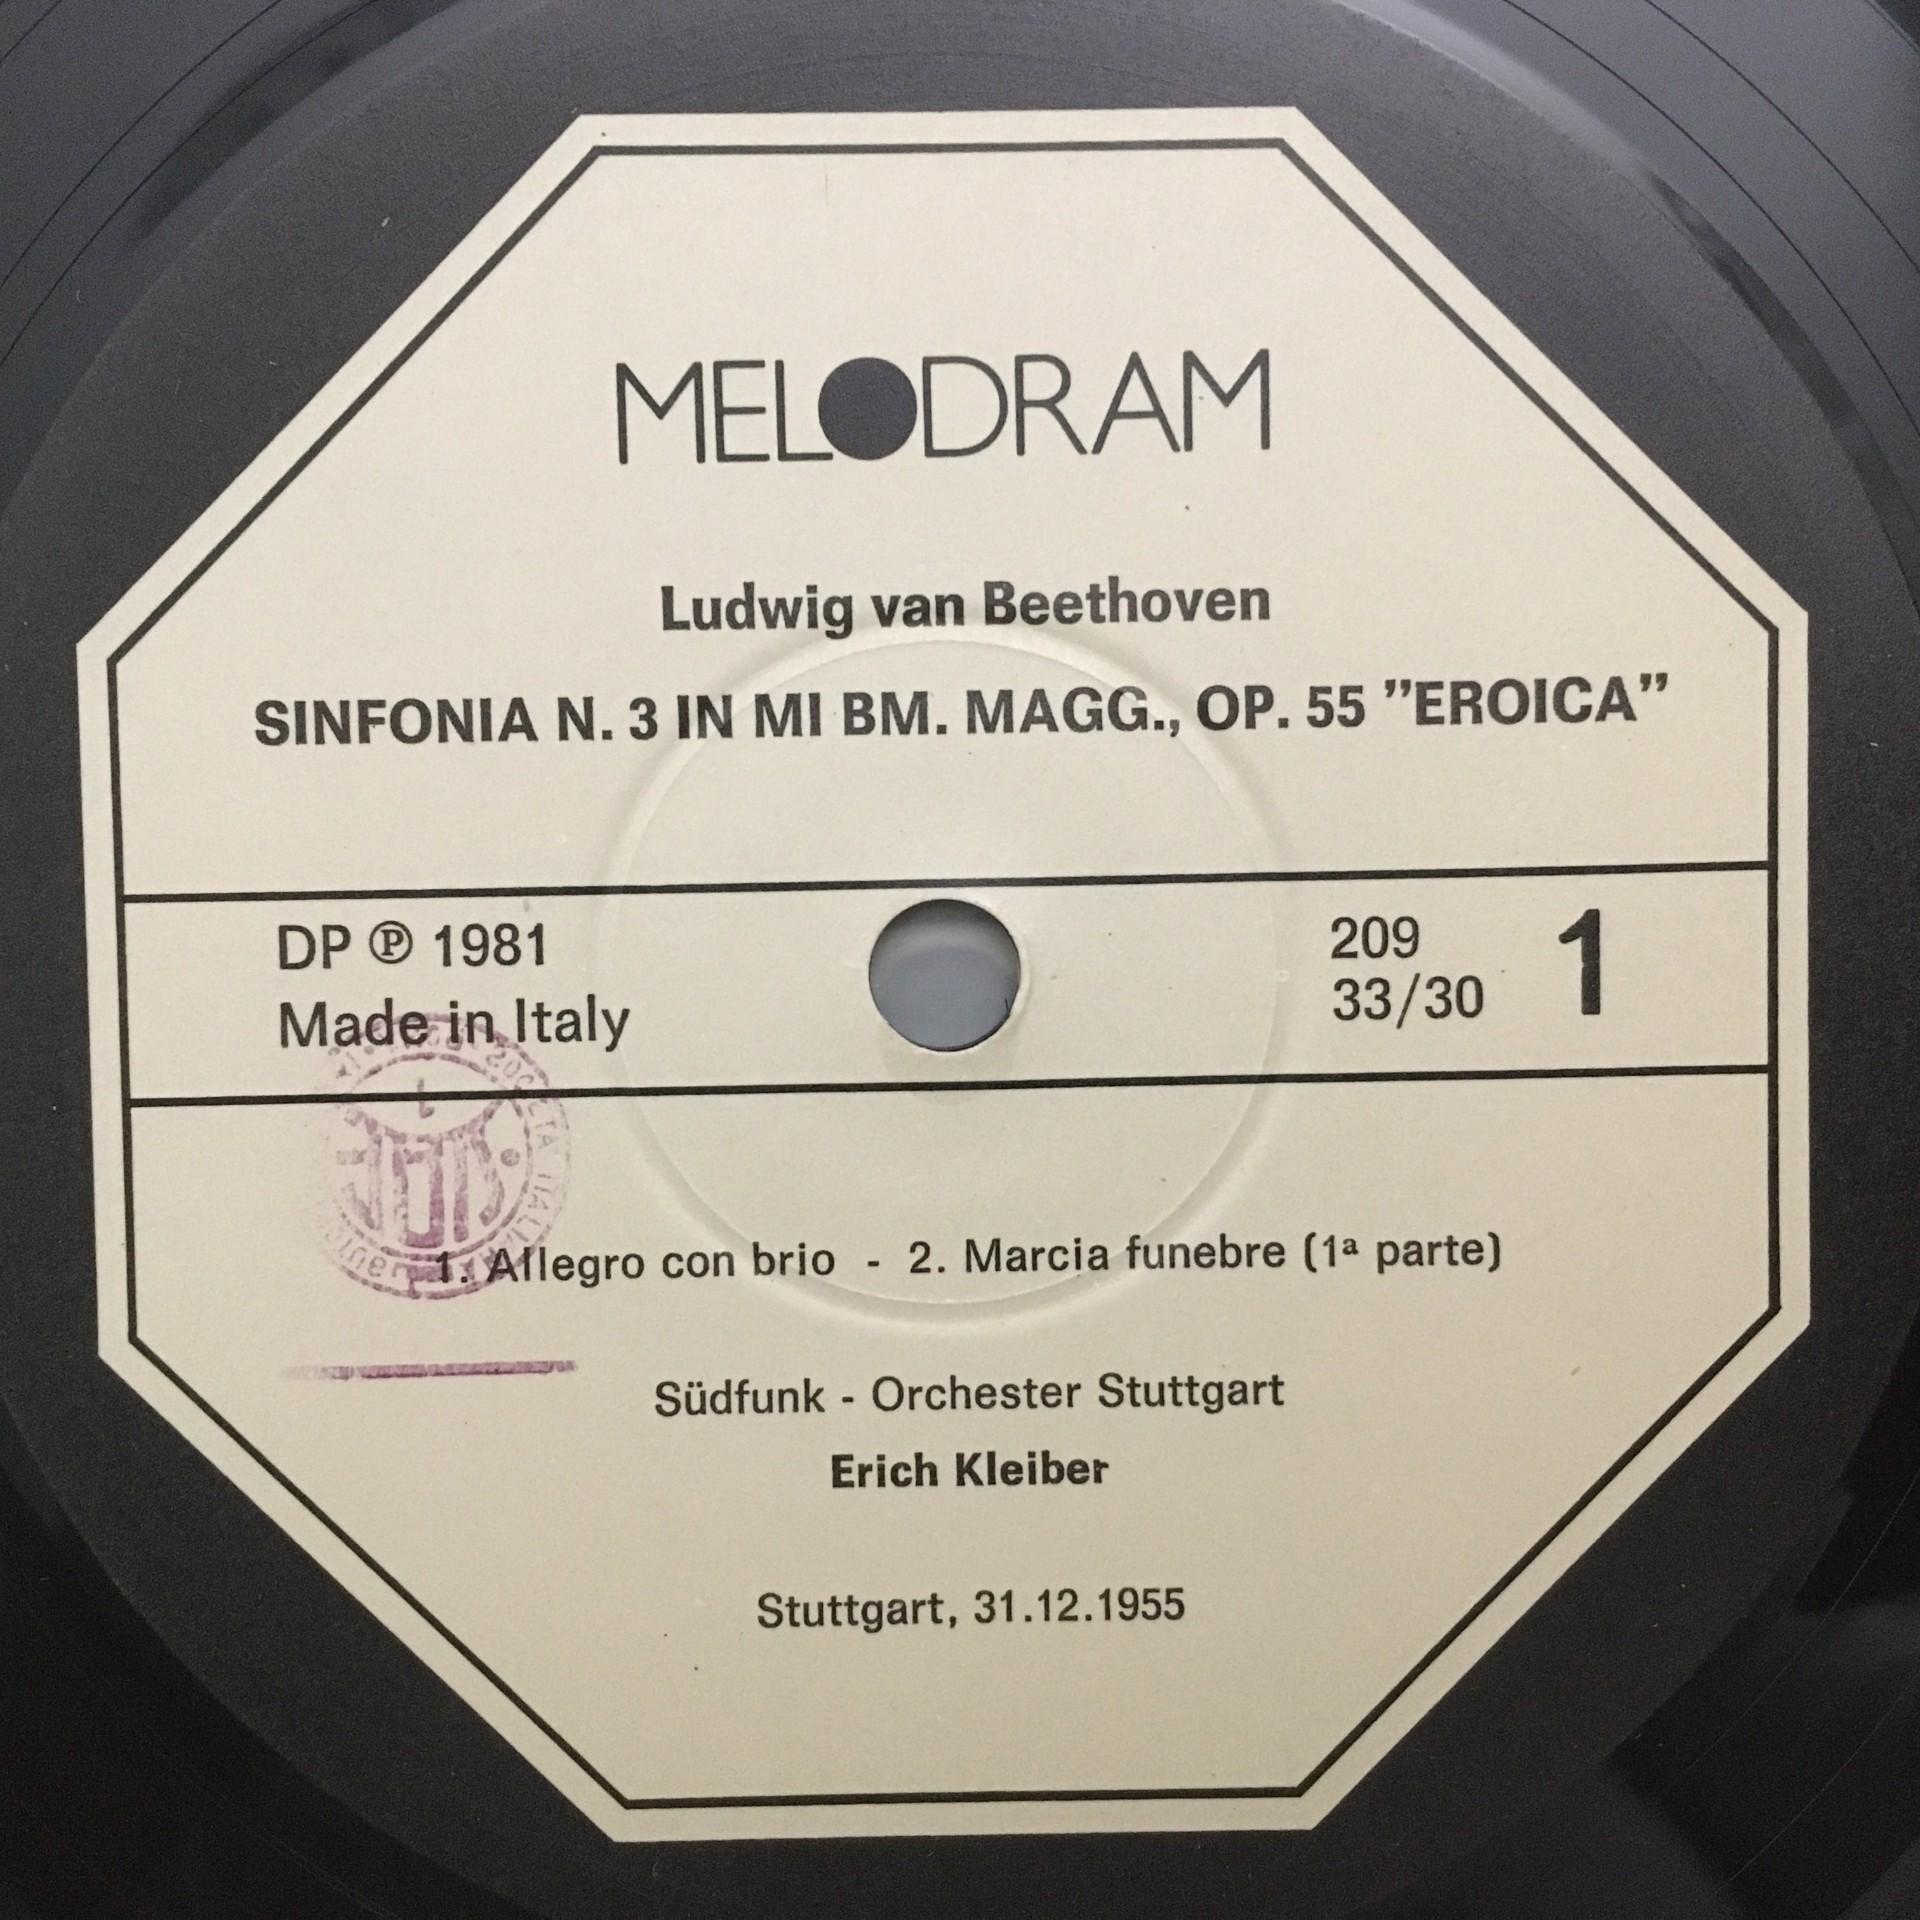 MELODRAM
Ludwig van Beethoven
SINFONIA N. 3 IN MI BM. MAGG., OP. 55 ”EROICA”
DP ℗ 1981
Made in Italy
209
33/30
1
1. Allegro con brio - 2. Marcia funebre (1ª parte)
Südfunk - Orchester Stuttgart
Erich Kleiber
Stuttgart, 31.12.1955